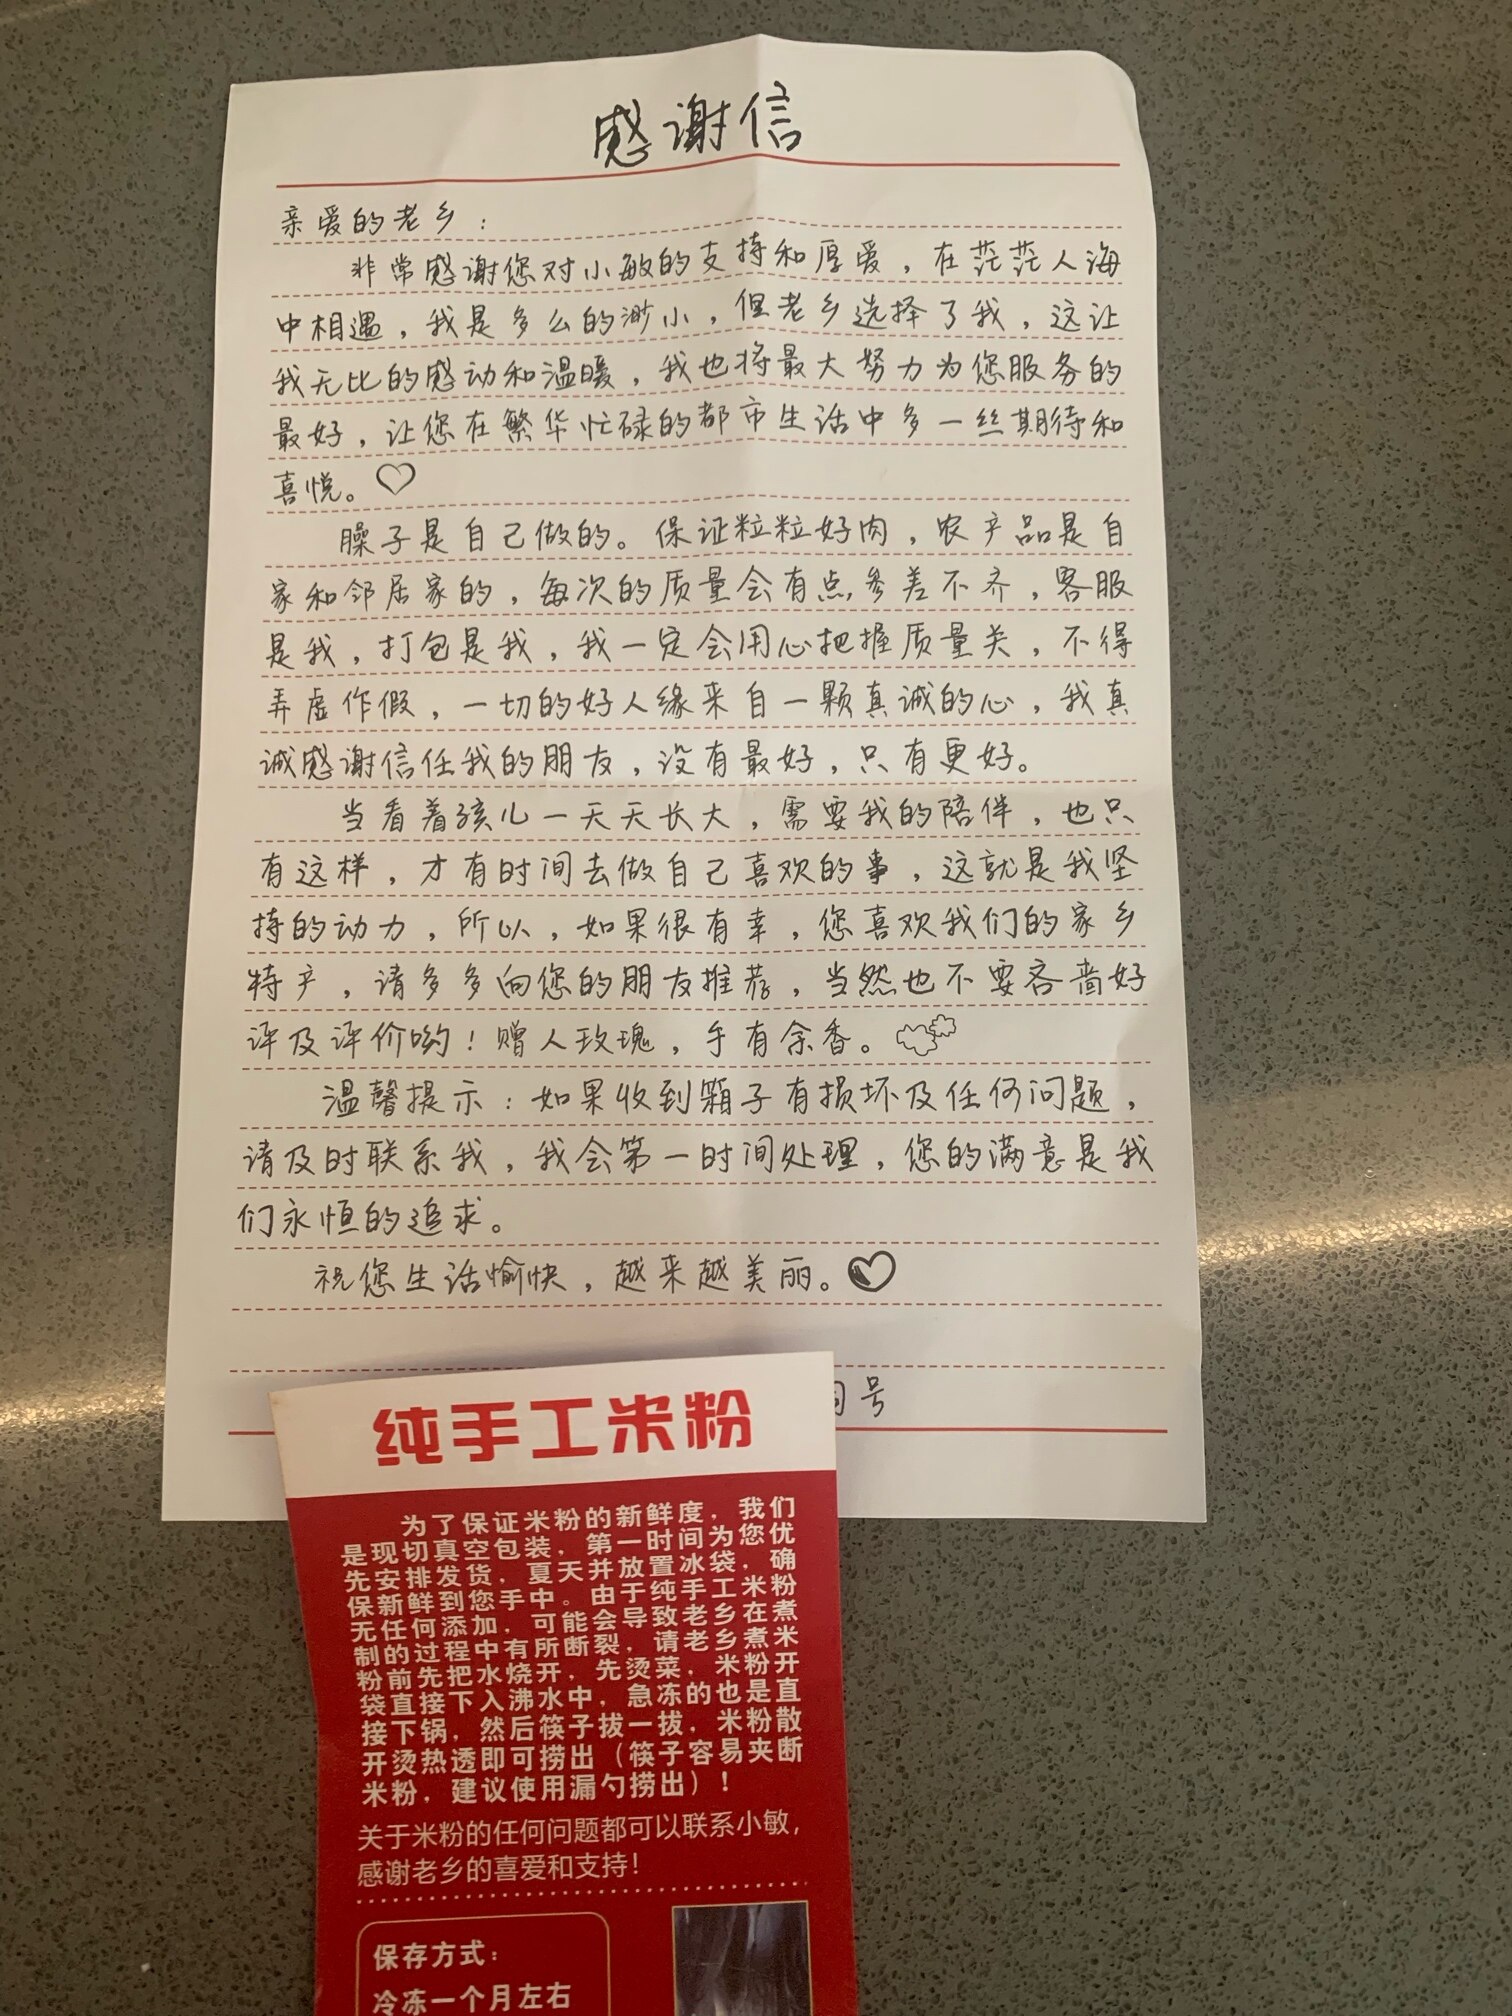 感谢信
亲爱的老乡：
非常感谢您对小敏的支持和厚爱，在茫茫人海
中相遇，我是多么的渺小，但老乡选择了我，这让
我无比的感动和温暖，我也将最大努力为您服务的
最好，让您在繁华忙碌的都市生活中多一丝期待和
喜悦。
臊子是自己做的。保证粒粒好肉，农产品是自
家和邻居家的，每次的质量会有点参差不齐，客服
是我，打包是我，我一定会用心把握质量关，不得
弄虚作假，一切的好人缘来自一颗真诚的心，我真
诚感谢信任我的朋友，没有最好，只有更好。
当看着孩儿一天天长大，需要我的陪伴，也只
有这样，才有时间去做自己喜欢的事，这就是我坚
持的动力，所以，如果很有幸，您喜欢我们的家乡
特产，请多多向您的朋友推荐，当然也不要吝啬好
评及评价哟！赠人玫瑰，手有余香。
温馨提示：如果收到箱子有损坏及任何问题，
请及时联系我，我会第一时间处理，您的满意是我
们永恒的追求。
祝您生活愉快，越来越美丽。
号
纯手工米粉
为了保证米粉的新鲜度，我们
是现切真空包装，第一时间为您优
先安排发货，夏天并放置冰袋，确
保新鲜到您手中。由于纯手工米粉
无任何添加，可能会导致老乡在煮
制的过程中有所断裂，请老乡煮米
粉前先把水烧开，先烫菜，米粉开
袋直接下入沸水中，急冻的也是直
接下锅，然后筷子拔一拔，米粉散
开烫热透即可捞出（筷子容易夹断
米粉，建议使用漏勺捞出）！
关于米粉的任何问题都可以联系小敏，
感谢老乡的喜爱和支持！
保存方式：
冷冻一个月左右